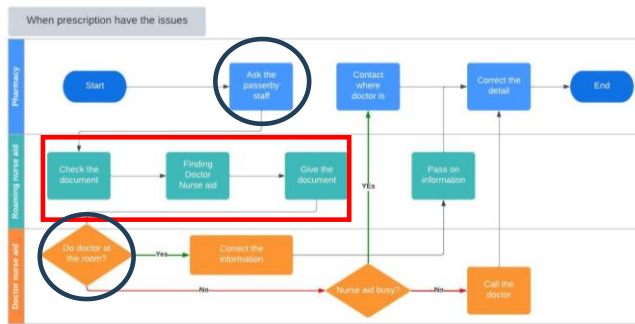 When prescription have the issues
Pharmacy
Start
Ask the
passerby
staff
Contact
where
doctor is
Correct the
detail
End
Roaming nurse aid
Check the
document
Finding
Doctor
Nurse aid
Give the
document
YEs
Pass on
information
Doctor nurse aid
Do doctor at
the room?
Yes
Correct the
information
No
Nurse aid busy?
No
Call the
doctor